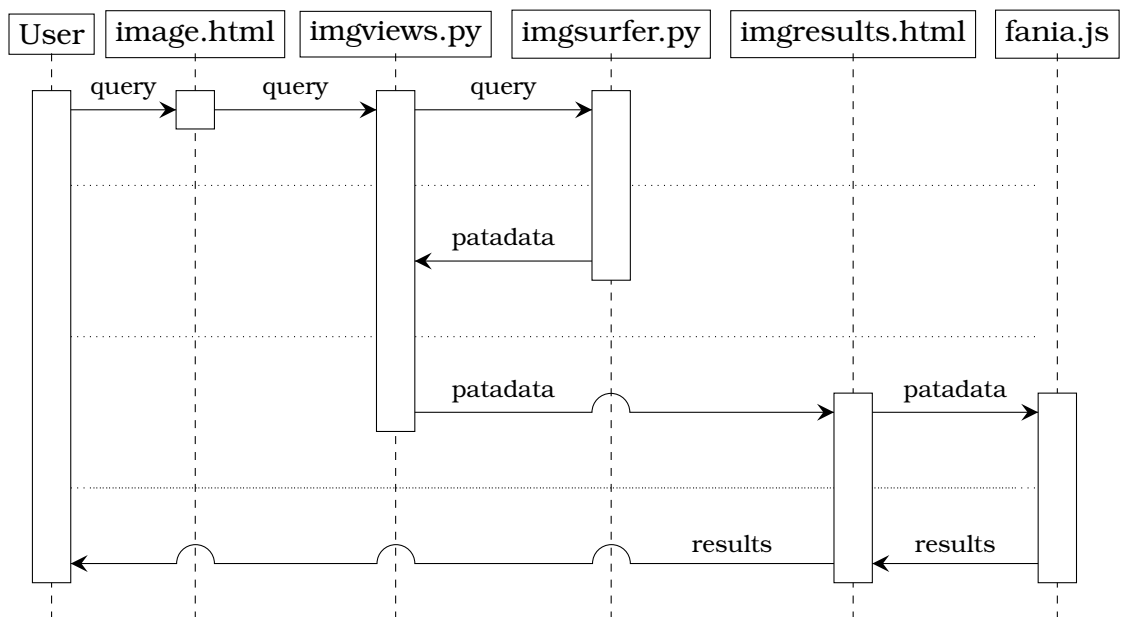 User
image.html
imgviews.py
imgsurfer.py
imgresults.html
fania.js
query
query
query
patadata
patadata
patadata
results
results